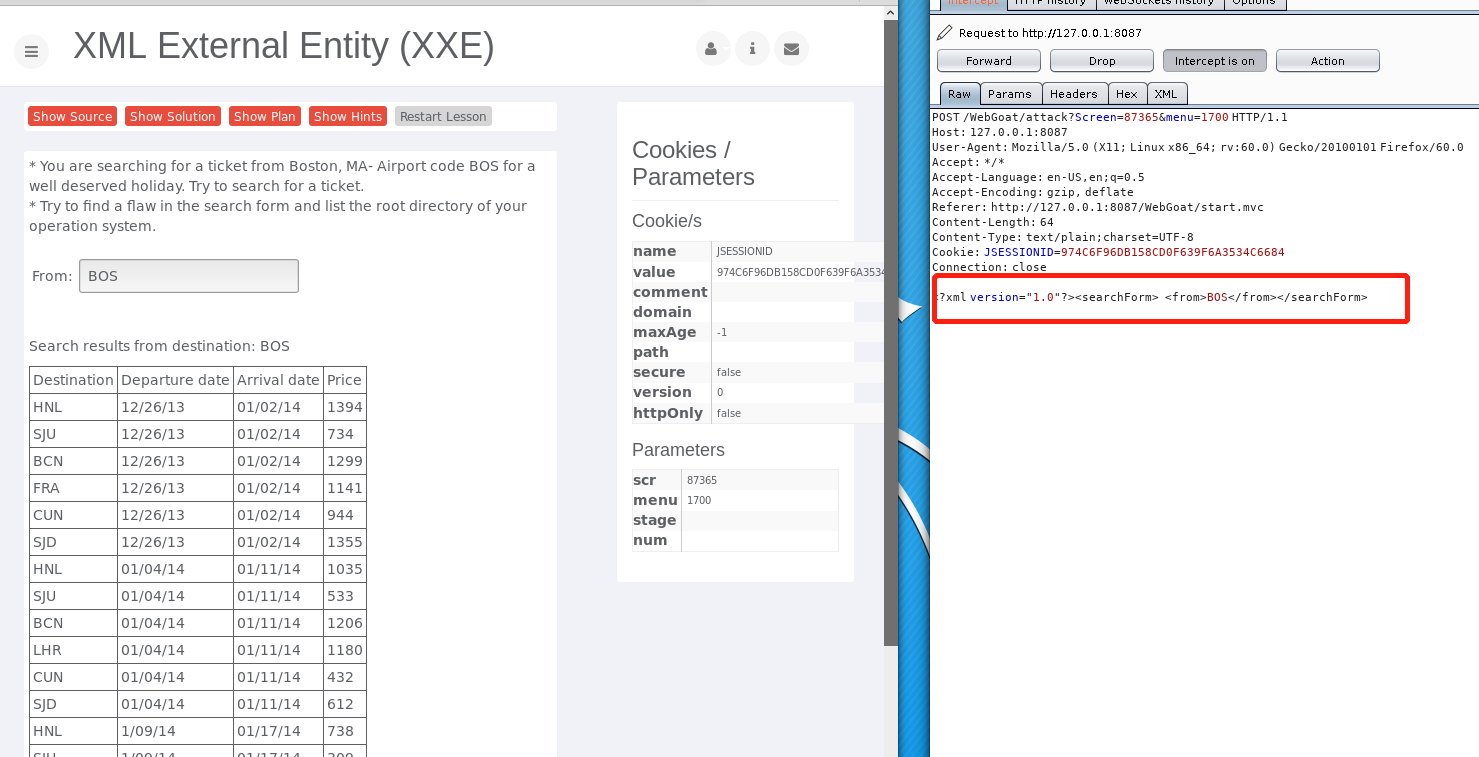 XML External Entity (XXE)
Show Source Show Solution Show Plan Show Hints Restart Lesson
* You are searching for a ticket from Boston, MA- Airport code BOS for a
well deserved holiday. Try to search for a ticket.
* Try to find a flaw in the search form and list the root directory of your
operation system.
From: BOS
Search results from destination: BOS
Destination Departure date Arrival date Price
HNL 12/26/13 01/02/14 1394
SJU 12/26/13 01/02/14 734
BCN 12/26/13 01/02/14 1299
FRA 12/26/13 01/02/14 1141
CUN 12/26/13 01/02/14 944
SJD 12/26/13 01/02/14 1355
HNL 01/04/14 01/11/14 1035
SJU 01/04/14 01/11/14 533
BCN 01/04/14 01/11/14 1206
LHR 01/04/14 01/11/14 1180
CUN 01/04/14 01/11/14 432
SJD 01/04/14 01/11/14 612
HNL 1/09/14 01/17/14 738
SJU 1/09/14 01/17/14
Cookies /
Parameters
Cookie/s
name JSESSIONID
value 974C6F96DB158CD0F639F6A3534
comment
domain
maxAge -1
path
secure false
version 0
httpOnly false
Parameters
scr 87365
menu 1700
stage
num
Intercept HTTP history WebSockets history Options
Request to http://127.0.0.1:8087
Forward Drop Intercept is on Action
Raw Params Headers Hex XML
POST /WebGoat/attack?Screen=87365&menu=1700 HTTP/1.1
Host: 127.0.0.1:8087
User-Agent: Mozilla/5.0 (X11; Linux x86_64; rv:60.0) Gecko/20100101 Firefox/60.0
Accept: */*
Accept-Language: en-US,en;q=0.5
Accept-Encoding: gzip, deflate
Referer: http://127.0.0.1:8087/WebGoat/start.mvc
Content-Length: 64
Content-Type: text/plain;charset=UTF-8
Cookie: JSESSIONID=974C6F96DB158CD0F639F6A3534C6684
Connection: close
<?xml version="1.0"?><searchForm> <from>BOS</from></searchForm>